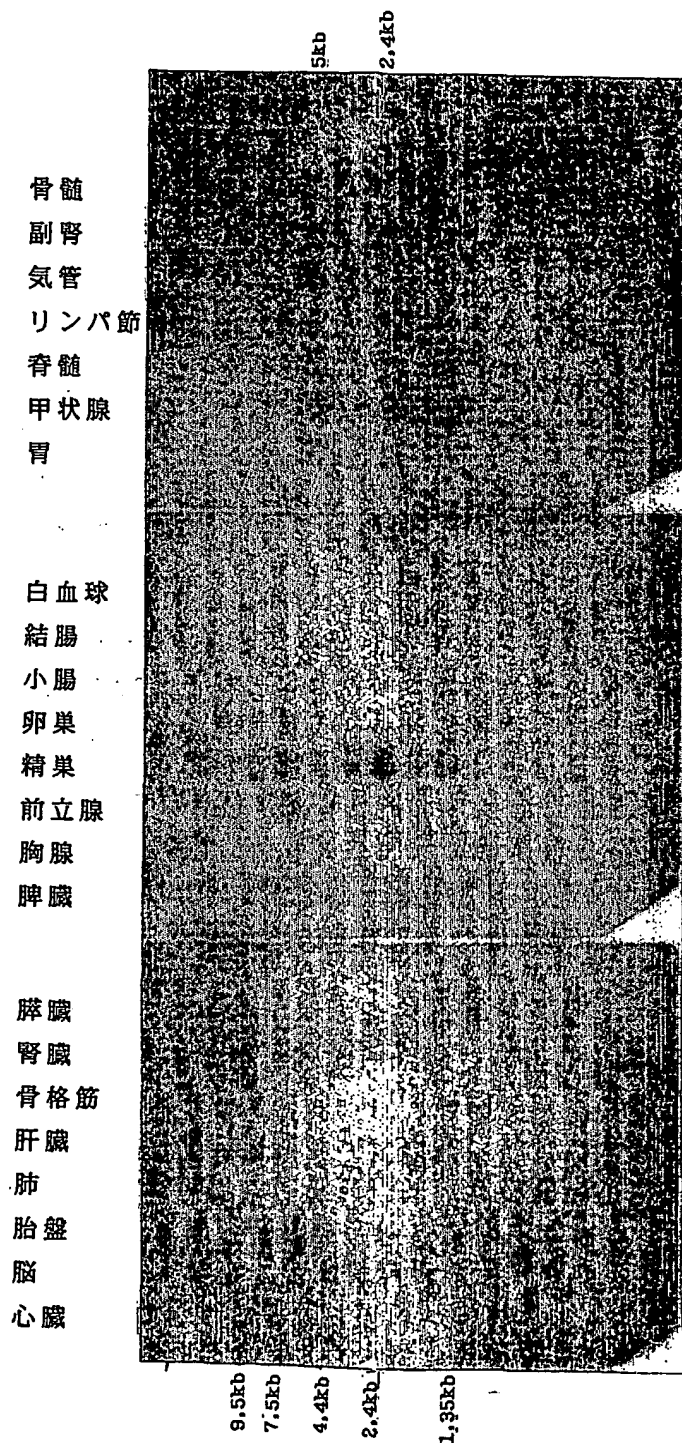 5kb
2,4kb
骨髄
副腎
気管
リンパ節
脊髄
甲状腺
胃
白血球
結腸
小腸
卵巣
精巣
前立腺
胸腺
脾臓
膵臓
腎臓
骨格筋
肝臓
肺
胎盤
脳
心臓
9.5kb
7.5kb
4.4kb
2.4kb
1.35kb